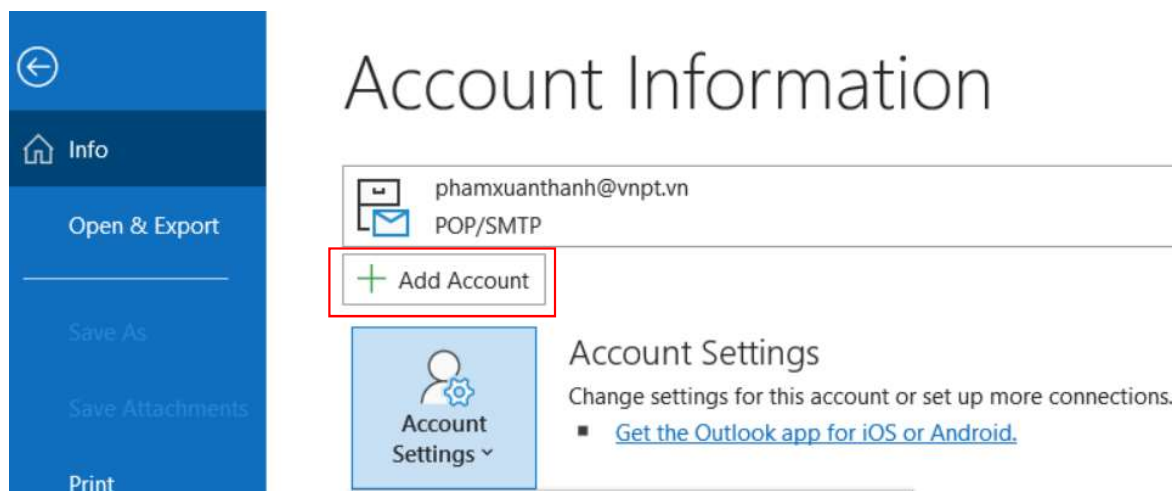 Account Information
Info
phamxuanthanh@vnpt.vn
POP/SMTP
Open & Export
Add Account
Save As
Account Settings
Change settings for this account or set up more connections.
Get the Outlook app for iOS or Android.
Save Attachments
Account
Settings
Print